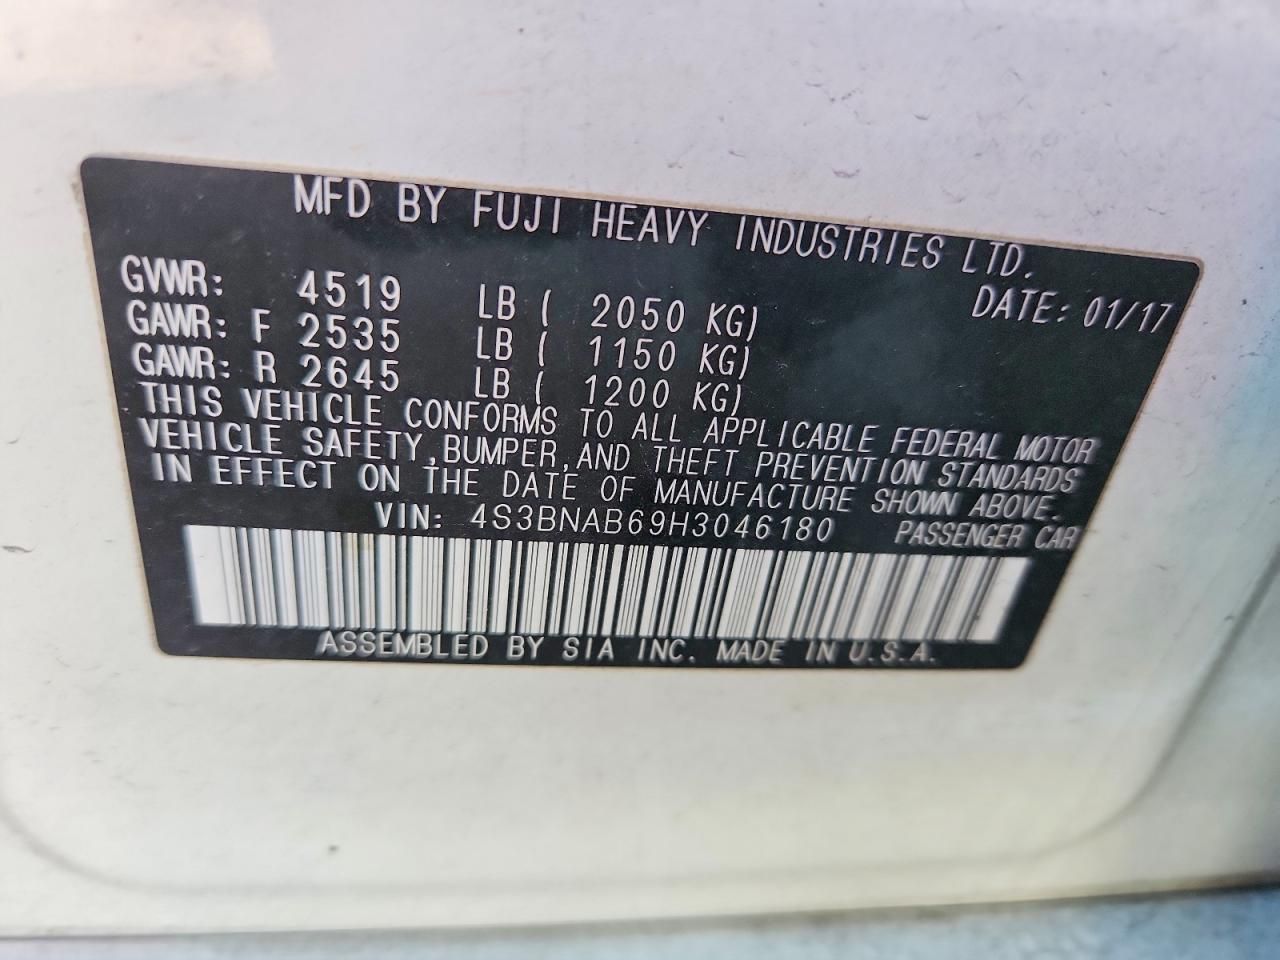 MFD BY FUJI HEAVY INDUSTRIES LTD.
DATE: 01/17
GVWR: 4519 LB ( 2050 KG)
GAWR: F 2535 LB ( 1150 KG)
GAWR: R 2645 LB ( 1200 KG)
THIS VEHICLE CONFORMS TO ALL APPLICABLE FEDERAL MOTOR
VEHICLE SAFETY, BUMPER, AND THEFT PREVENTION STANDARDS
IN EFFECT ON THE DATE OF MANUFACTURE SHOWN ABOVE.
VIN: 4S3BNAB69H3046180 PASSENGER CAR
ASSEMBLED BY SIA INC. MADE IN U.S.A.